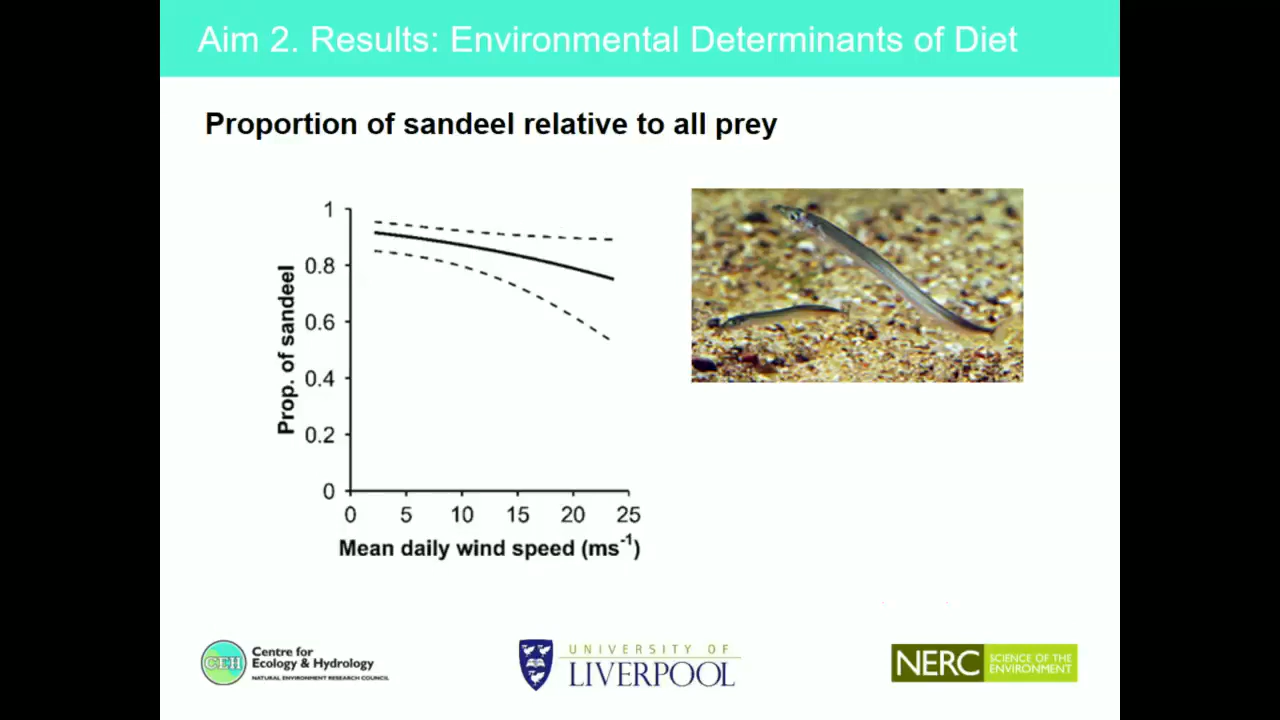 Aim 2. Results: Environmental Determinants of Diet
Proportion of sandeel relative to all prey
Prop. of sandeel
1
0.8
0.6
0.4
0.2
0
0 5 10 15 20 25
Mean daily wind speed (ms⁻¹)
CEH
Centre for
Ecology & Hydrology
NATURAL ENVIRONMENT RESEARCH COUNCIL
UNIVERSITY OF
LIVERPOOL
NERC
SCIENCE OF THE
ENVIRONMENT